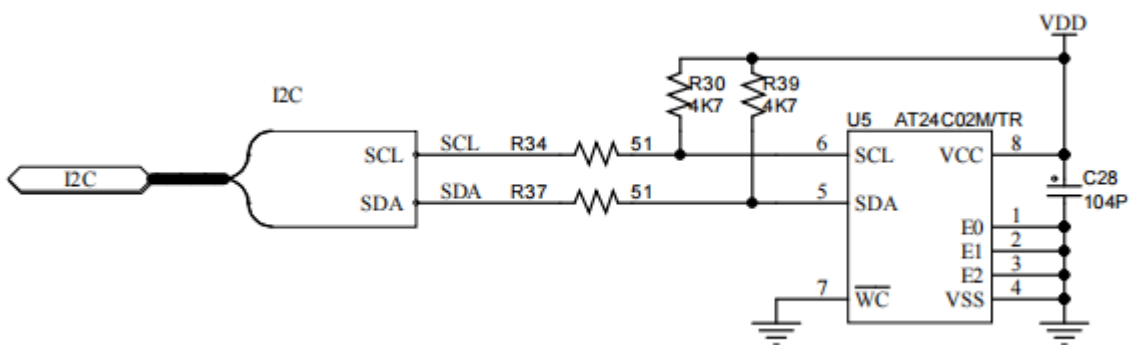 VDD
I2C
R30
4K7
R39
4K7
U5 AT24C02M/TR
I2C
SCL SCL R34 51 6 SCL VCC 8
SDA SDA R37 51 5 SDA
C28
104P
E0 1
E1 2
E2 3
7 WC VSS 4